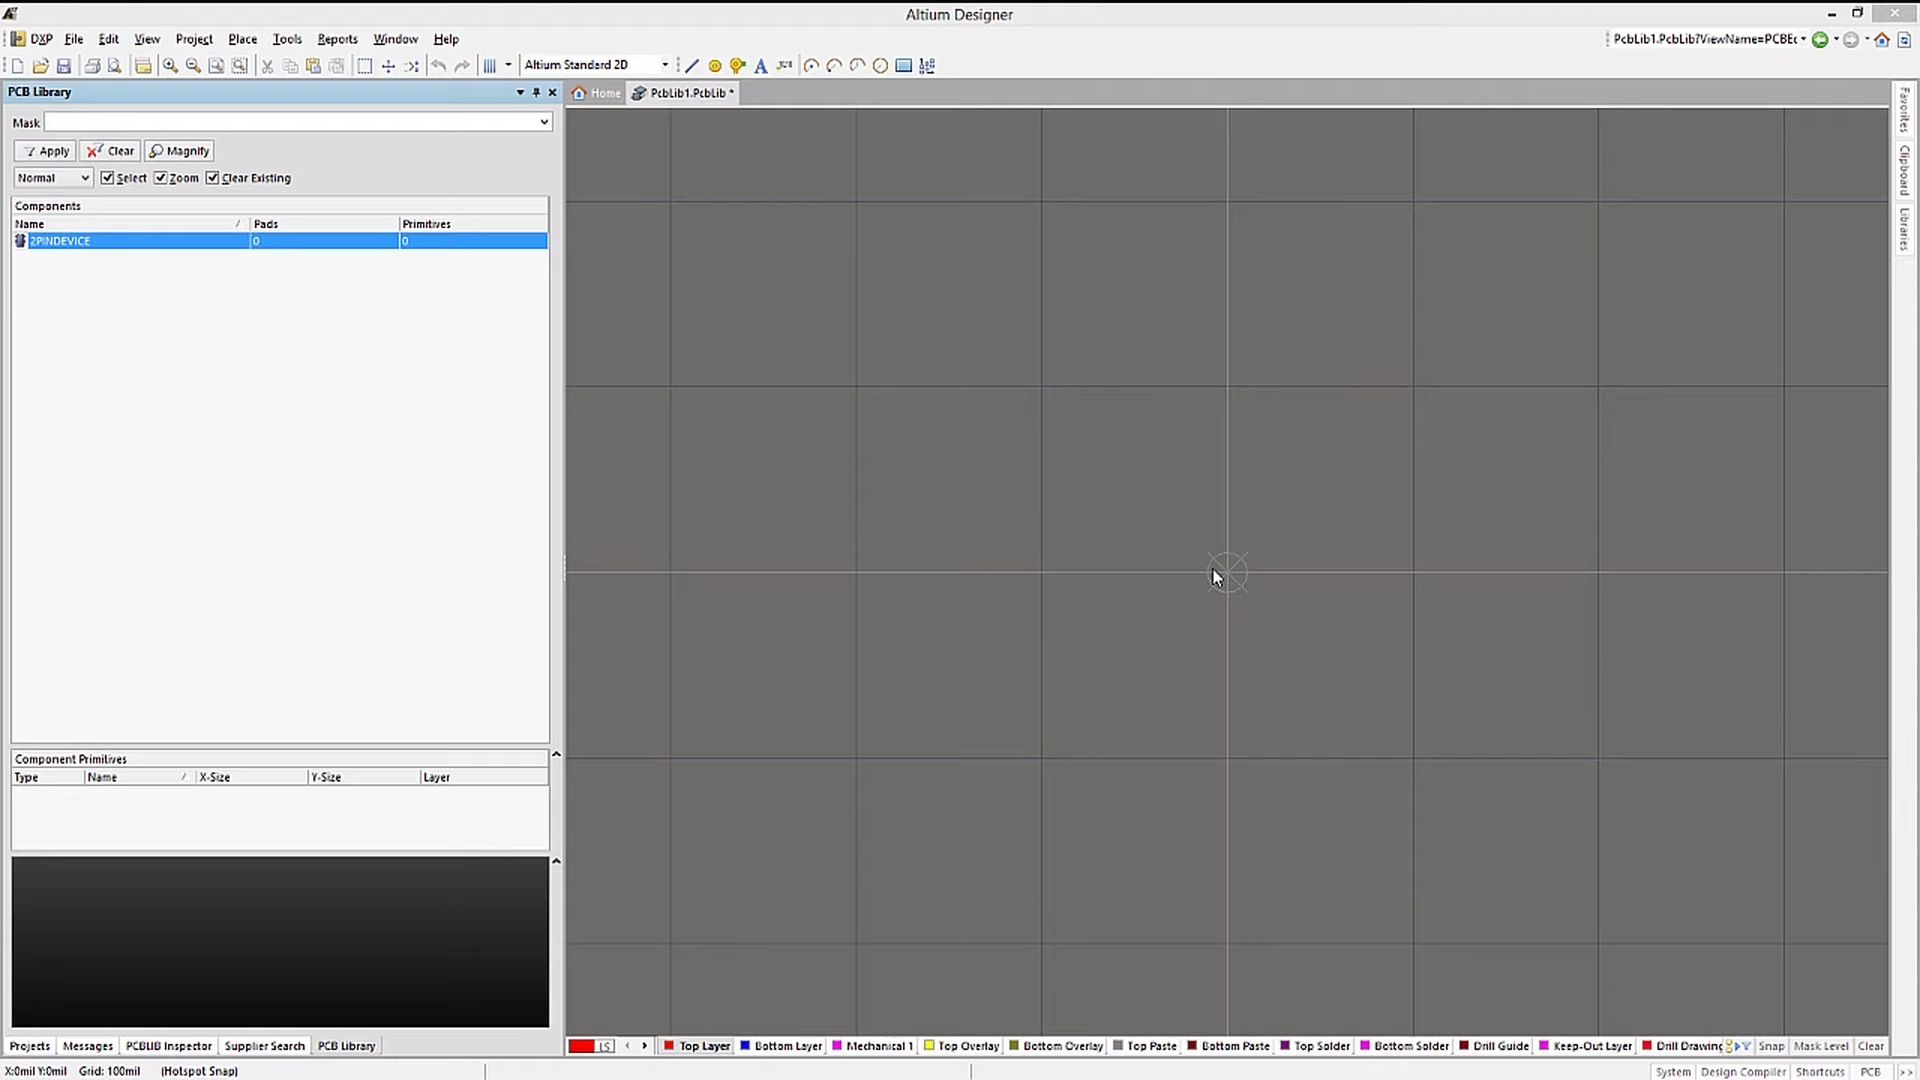 Altium Designer
DXP File Edit View Project Place Tools Reports Window Help
PcbLib1.PcbLib?ViewName=PCBEc
Altium Standard 2D
PCB Library
Home PcbLib1.PcbLib *
Mask
Apply Clear Magnify
Normal Select Zoom Clear Existing
Components
Name / Pads Primitives
2PINDEVICE 0 0
Favorites
Clipboard
Libraries
Component Primitives
Type Name / X-Size Y-Size Layer
Projects Messages PCBLIB Inspector Supplier Search PCB Library
LS Top Layer Bottom Layer Mechanical 1 Top Overlay Bottom Overlay Top Paste Bottom Paste Top Solder Bottom Solder Drill Guide Keep-Out Layer Drill Drawing Snap Mask Level Clear
X:0mil Y:0mil Grid: 100mil (Hotspot Snap)
System Design Compiler Shortcuts PCB >>